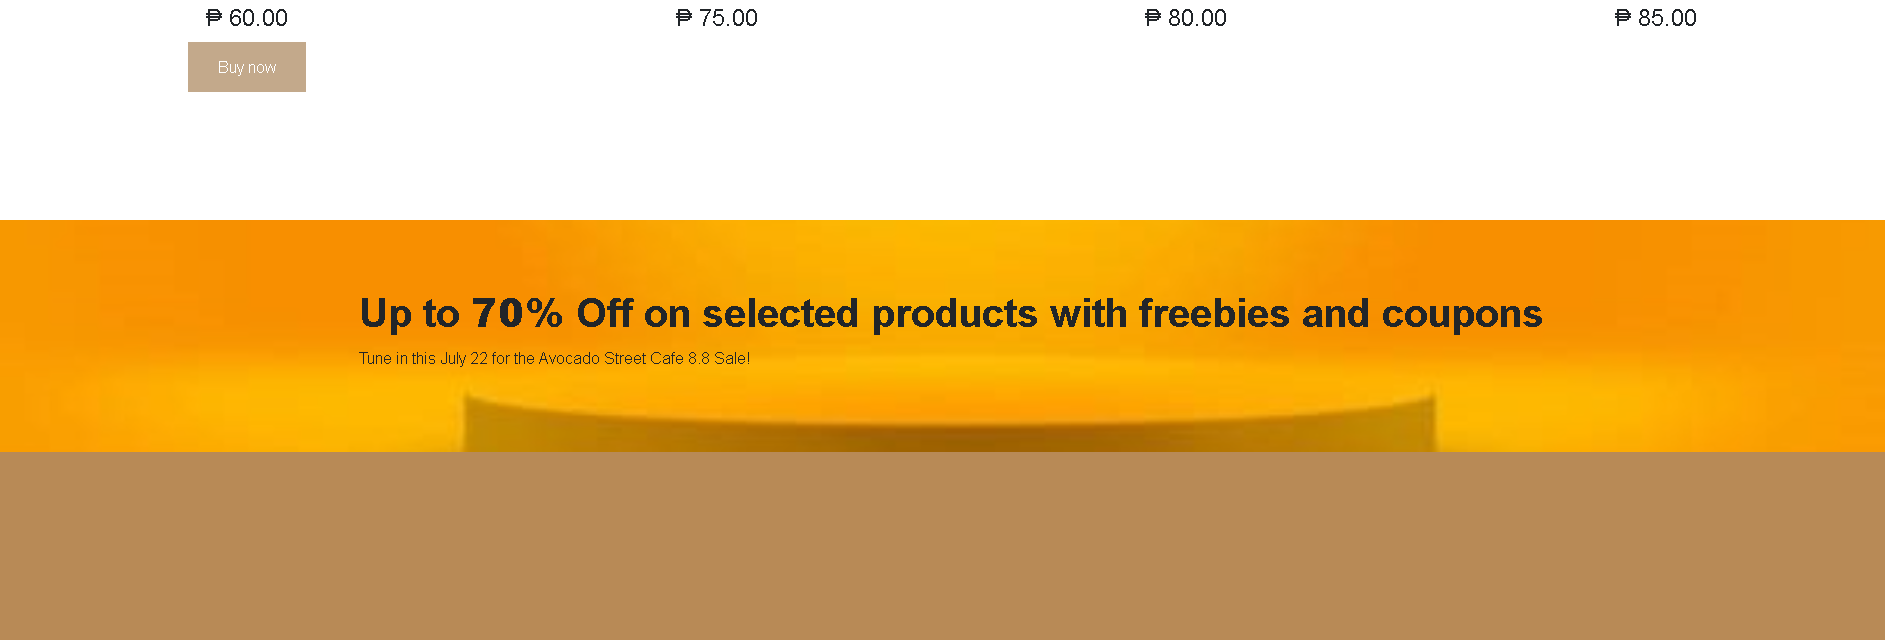 ₱ 60.00 ₱ 75.00 ₱ 80.00 ₱ 85.00
Buy now
Up to 70% Off on selected products with freebies and coupons
Tune in this July 22 for the Avocado Street Cafe 8.8 Sale!